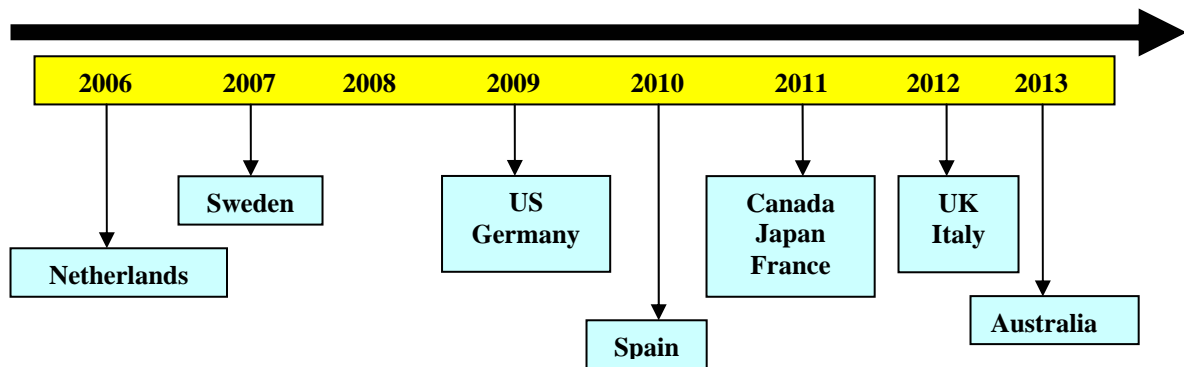 2006 2007 2008 2009 2010 2011 2012 2013
Netherlands
Sweden
US
Germany
Spain
Canada
Japan
France
UK
Italy
Australia